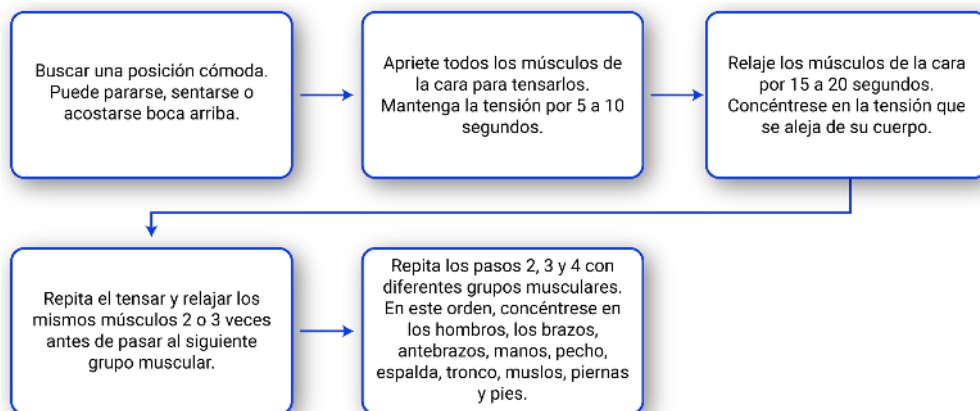 Buscar una posición cómoda.
Puede pararse, sentarse o
acostarse boca arriba.
Apriete todos los músculos de
la cara para tensarlos.
Mantenga la tensión por 5 a 10
segundos.
Relaje los músculos de la cara
por 15 a 20 segundos.
Concéntrese en la tensión que
se aleja de su cuerpo.
Repita el tensar y relajar los
mismos músculos 2 o 3 veces
antes de pasar al siguiente
grupo muscular.
Repita los pasos 2, 3 y 4 con
diferentes grupos musculares.
En este orden, concéntrese en
los hombros, los brazos,
antebrazos, manos, pecho,
espalda, tronco, muslos, piernas
y pies.